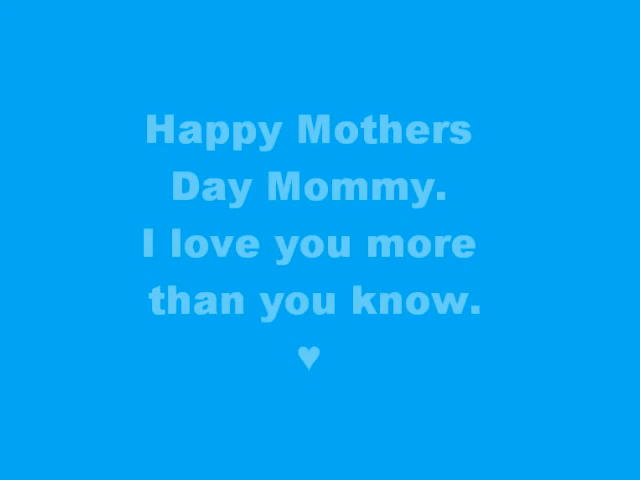 Happy Mothers
Day Mommy.
I love you more
than you know.
♥